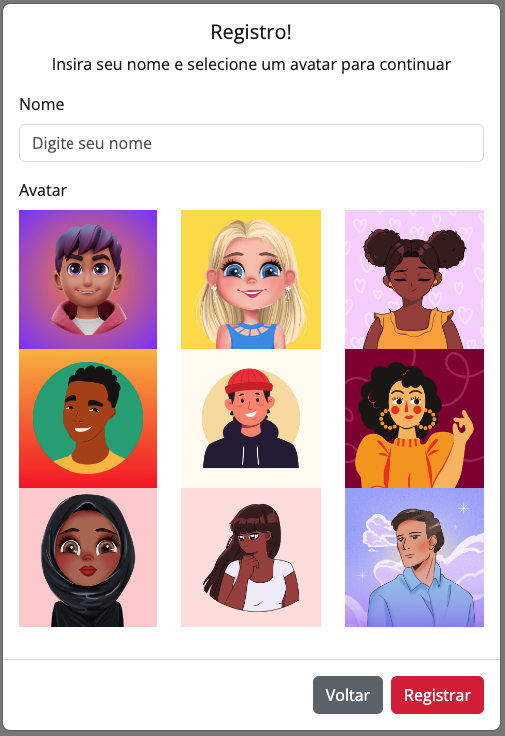 Registro!
Insira seu nome e selecione um avatar para continuar
Nome
Digite seu nome
Avatar
Voltar
Registrar